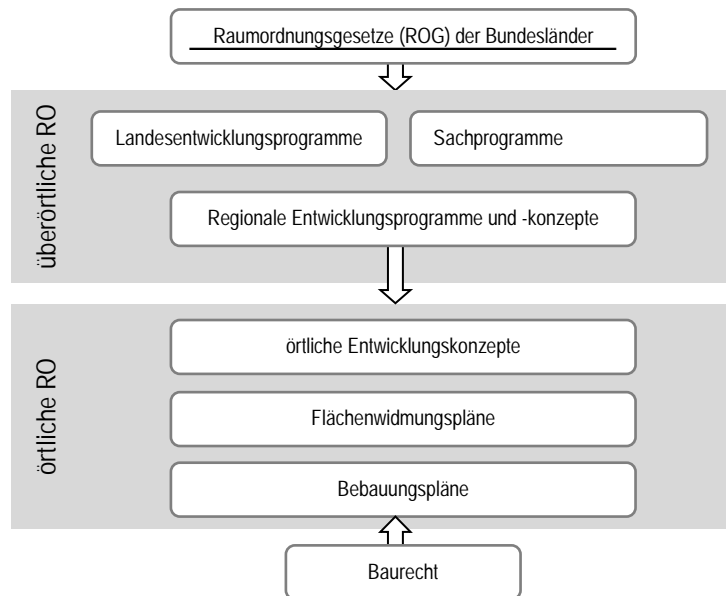 Raumordnungsgesetze (ROG) der Bundesländer
überörtliche RO
Landesentwicklungsprogramme
Sachprogramme
Regionale Entwicklungsprogramme und -konzepte
örtliche RO
örtliche Entwicklungskonzepte
Flächenwidmungspläne
Bebauungspläne
Baurecht